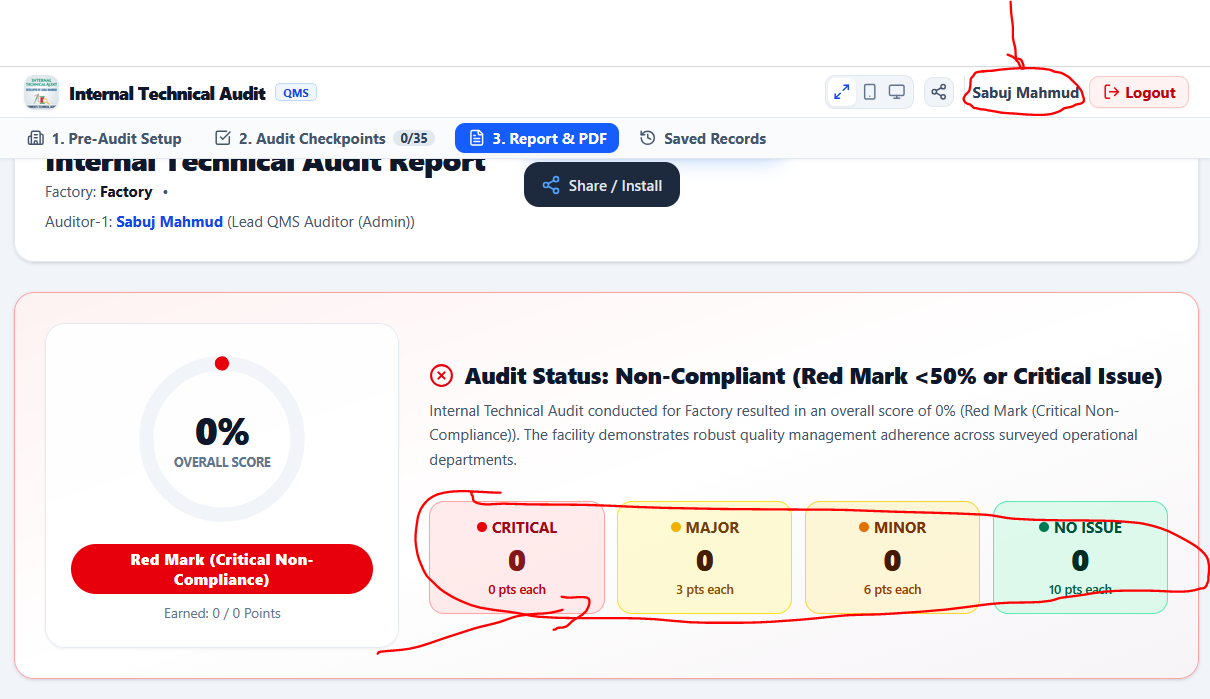 Internal Technical Audit QMS
Sabuj Mahmud
Logout
1. Pre-Audit Setup
2. Audit Checkpoints 0/35
3. Report & PDF
Saved Records
Internal Technical Audit Report
Share / Install
Factory: Factory •
Auditor-1: Sabuj Mahmud (Lead QMS Auditor (Admin))
0%
OVERALL SCORE
Red Mark (Critical Non-
Compliance)
Earned: 0 / 0 Points
Audit Status: Non-Compliant (Red Mark <50% or Critical Issue)
Internal Technical Audit conducted for Factory resulted in an overall score of 0% (Red Mark (Critical Non-
Compliance)). The facility demonstrates robust quality management adherence across surveyed operational
departments.
CRITICAL
0
0 pts each
MAJOR
0
3 pts each
MINOR
0
6 pts each
NO ISSUE
0
10 pts each